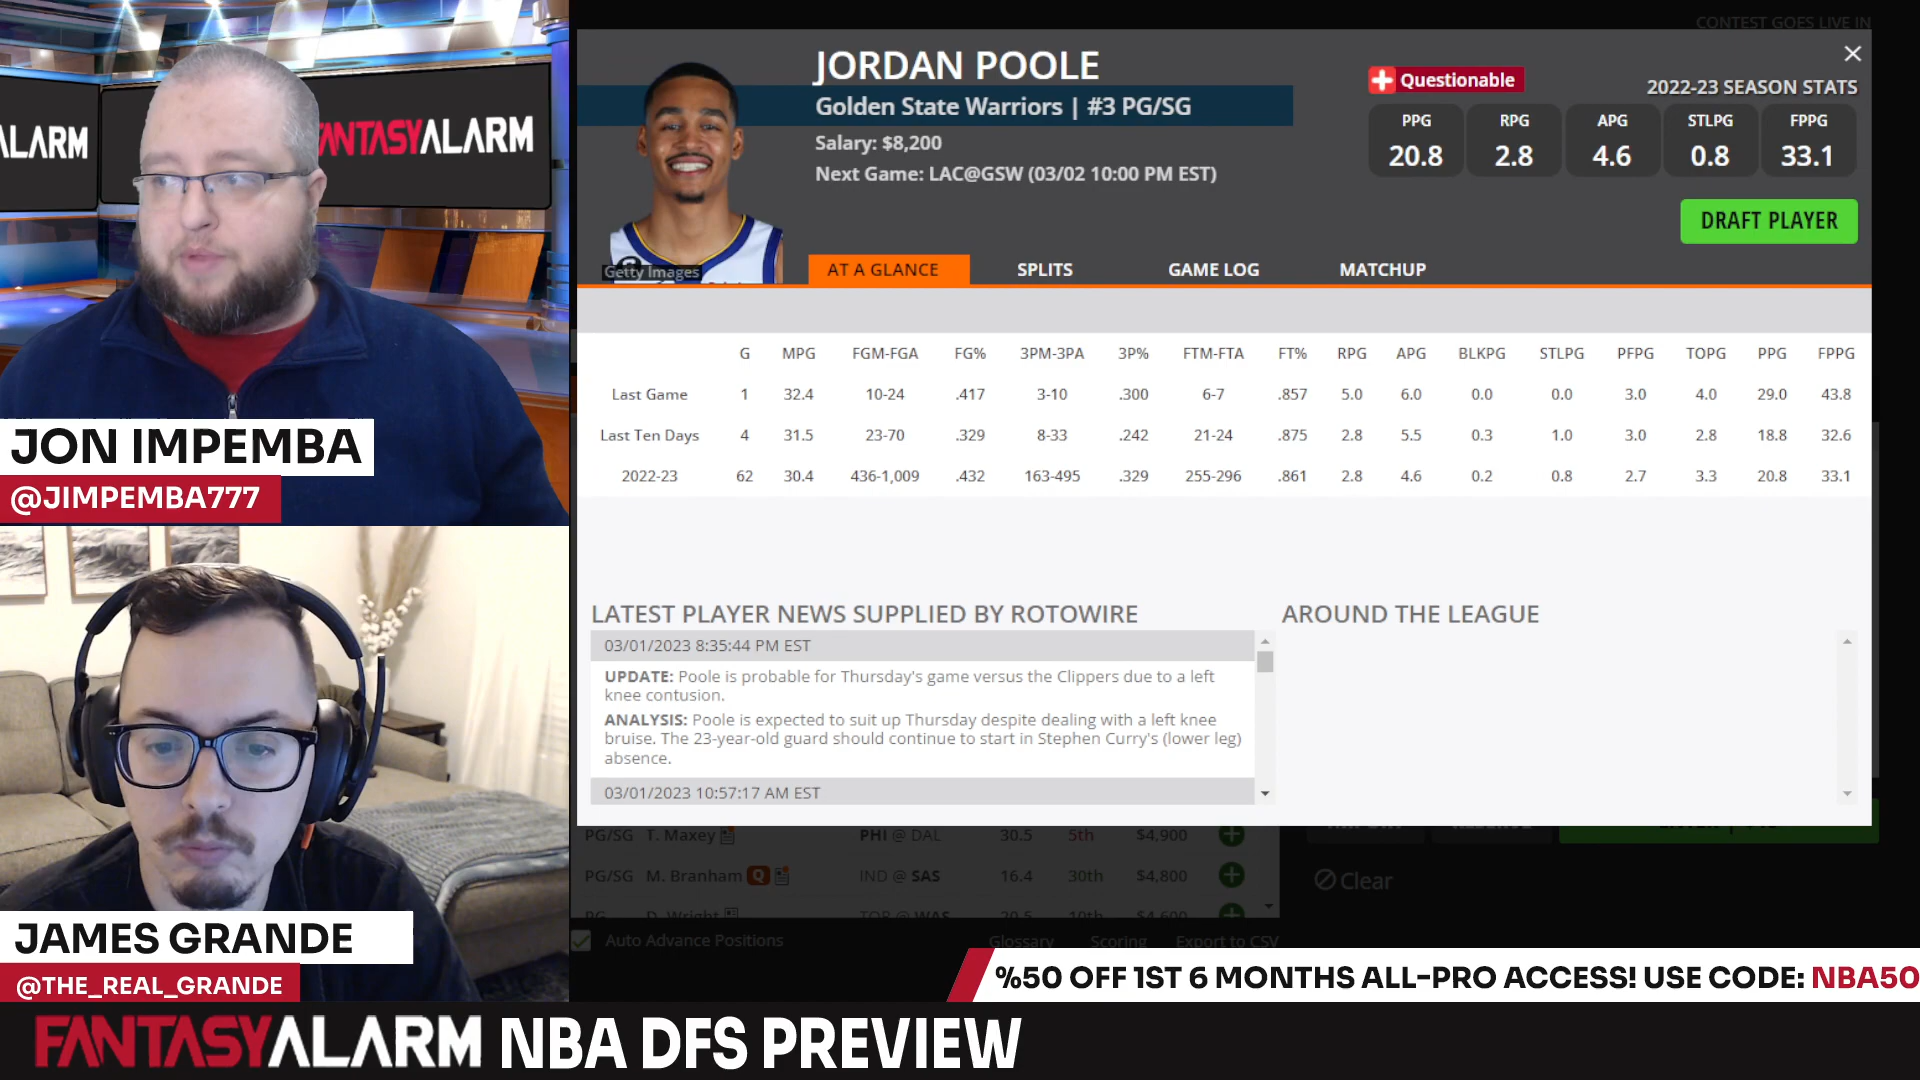 ALARM
FANTASYALARM
JON IMPEMBA
@JIMPEMBA777
JAMES GRANDE
@THE_REAL_GRANDE
CONTEST GOES LIVE IN
JORDAN POOLE
Golden State Warriors | #3 PG/SG
Salary: $8,200
Next Game: LAC@GSW (03/02 10:00 PM EST)
Getty Images
Questionable
2022-23 SEASON STATS
PPG RPG APG STLPG FPPG
20.8 2.8 4.6 0.8 33.1
DRAFT PLAYER
AT A GLANCE SPLITS GAME LOG MATCHUP
G MPG FGM-FGA FG% 3PM-3PA 3P% FTM-FTA FT% RPG APG BLKPG STLPG PFPG TOPG PPG FPPG
Last Game 1 32.4 10-24 .417 3-10 .300 6-7 .857 5.0 6.0 0.0 0.0 3.0 4.0 29.0 43.8
Last Ten Days 4 31.5 23-70 .329 8-33 .242 21-24 .875 2.8 5.5 0.3 1.0 3.0 2.8 18.8 32.6
2022-23 62 30.4 436-1,009 .432 163-495 .329 255-296 .861 2.8 4.6 0.2 0.8 2.7 3.3 20.8 33.1
LATEST PLAYER NEWS SUPPLIED BY ROTOWIRE
03/01/2023 8:35:44 PM EST
UPDATE: Poole is probable for Thursday's game versus the Clippers due to a left
knee contusion.
ANALYSIS: Poole is expected to suit up Thursday despite dealing with a left knee
bruise. The 23-year-old guard should continue to start in Stephen Curry's (lower leg)
absence.
03/01/2023 10:57:17 AM EST
AROUND THE LEAGUE
PG/SG T. Maxey PHI @ DAL 30.5 5th $4,900
PG/SG M. Branham Q IND @ SAS 16.4 30th $4,800
PG D. Wright TOR @ WAS 20.5 10th $4,600
Clear
Auto Advance Positions Glossary Scoring Export to CSV
%50 OFF 1ST 6 MONTHS ALL-PRO ACCESS! USE CODE: NBA50
FANTASYALARM NBA DFS PREVIEW